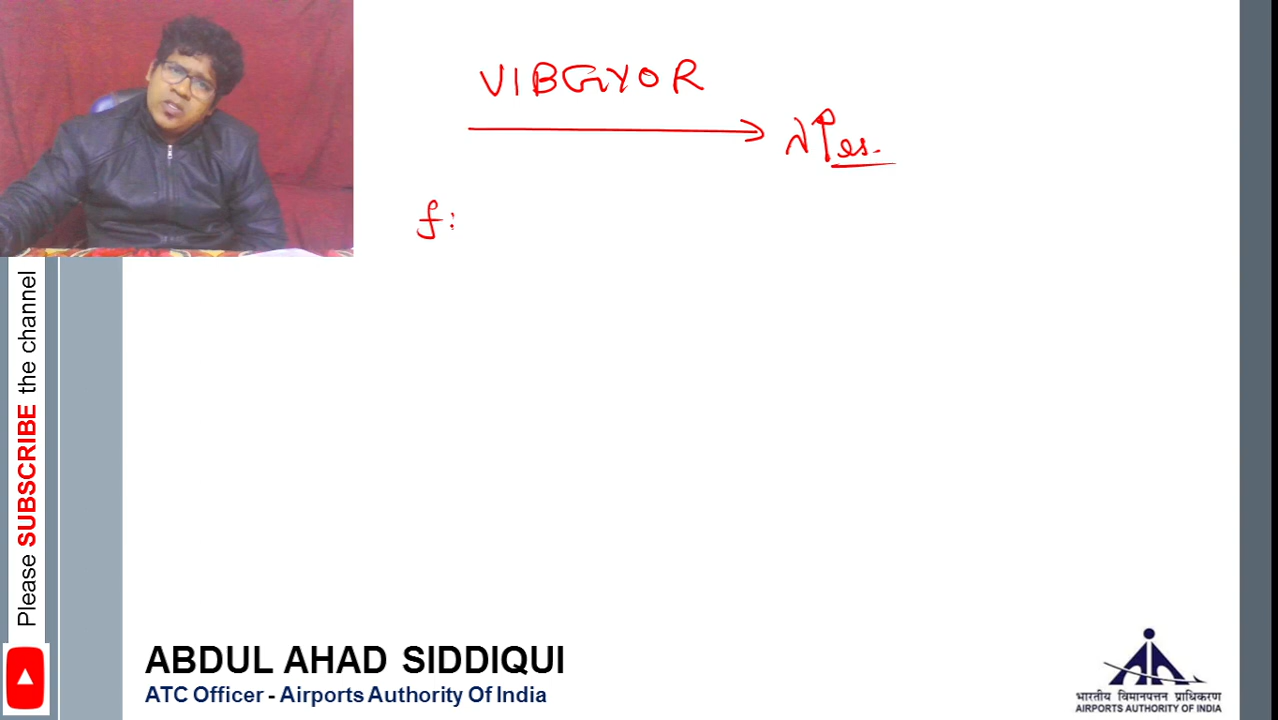 VIBGYOR
λ↑es.
f:
Please SUBSCRIBE the channel
ABDUL AHAD SIDDIQUI
ATC Officer - Airports Authority Of India
भारतीय विमानपत्तन प्राधिकरण
AIRPORTS AUTHORITY OF INDIA